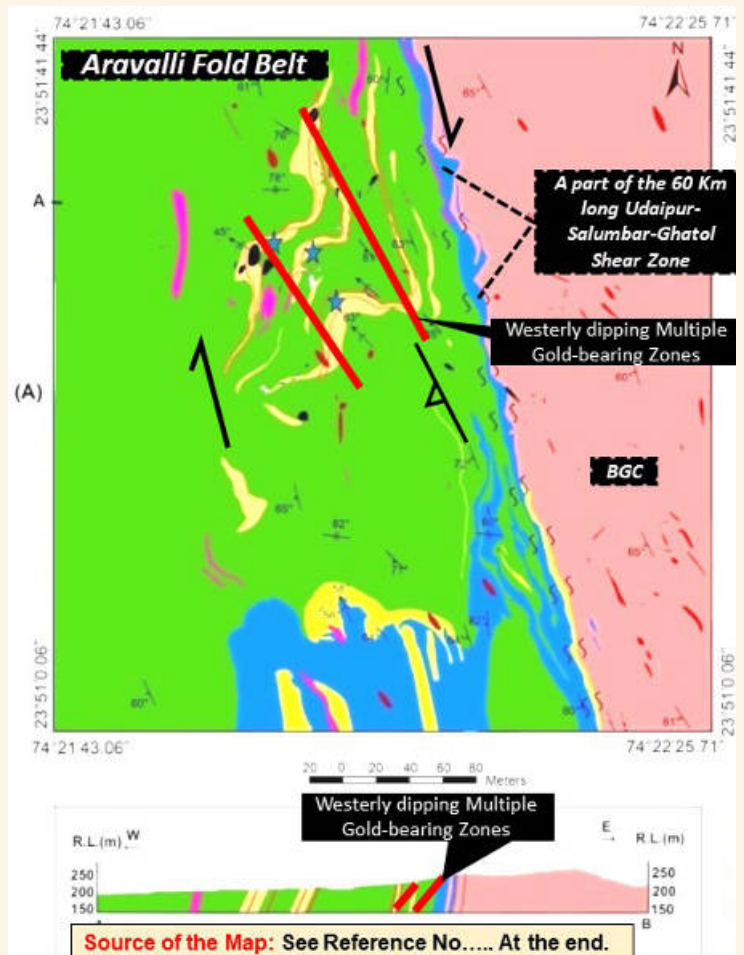 74°21'43.06"
74°22'25 71"
23°51'41 44"
23°51'41 44"
Aravalli Fold Belt
N
A
A part of the 60 Km
long Udaipur-
Salumbar-Ghatol
Shear Zone
Westerly dipping Multiple
Gold-bearing Zones
(A)
BGC
23°51'0.06"
23°51'0.06"
74°21'43.06"
74°22'25 71"
20 0 20 40 60 80
Meters
Westerly dipping Multiple
Gold-bearing Zones
R.L.(m) W
E R.L.(m)
250 250
200 200
150 150
B
Source of the Map: See Reference No..... At the end.